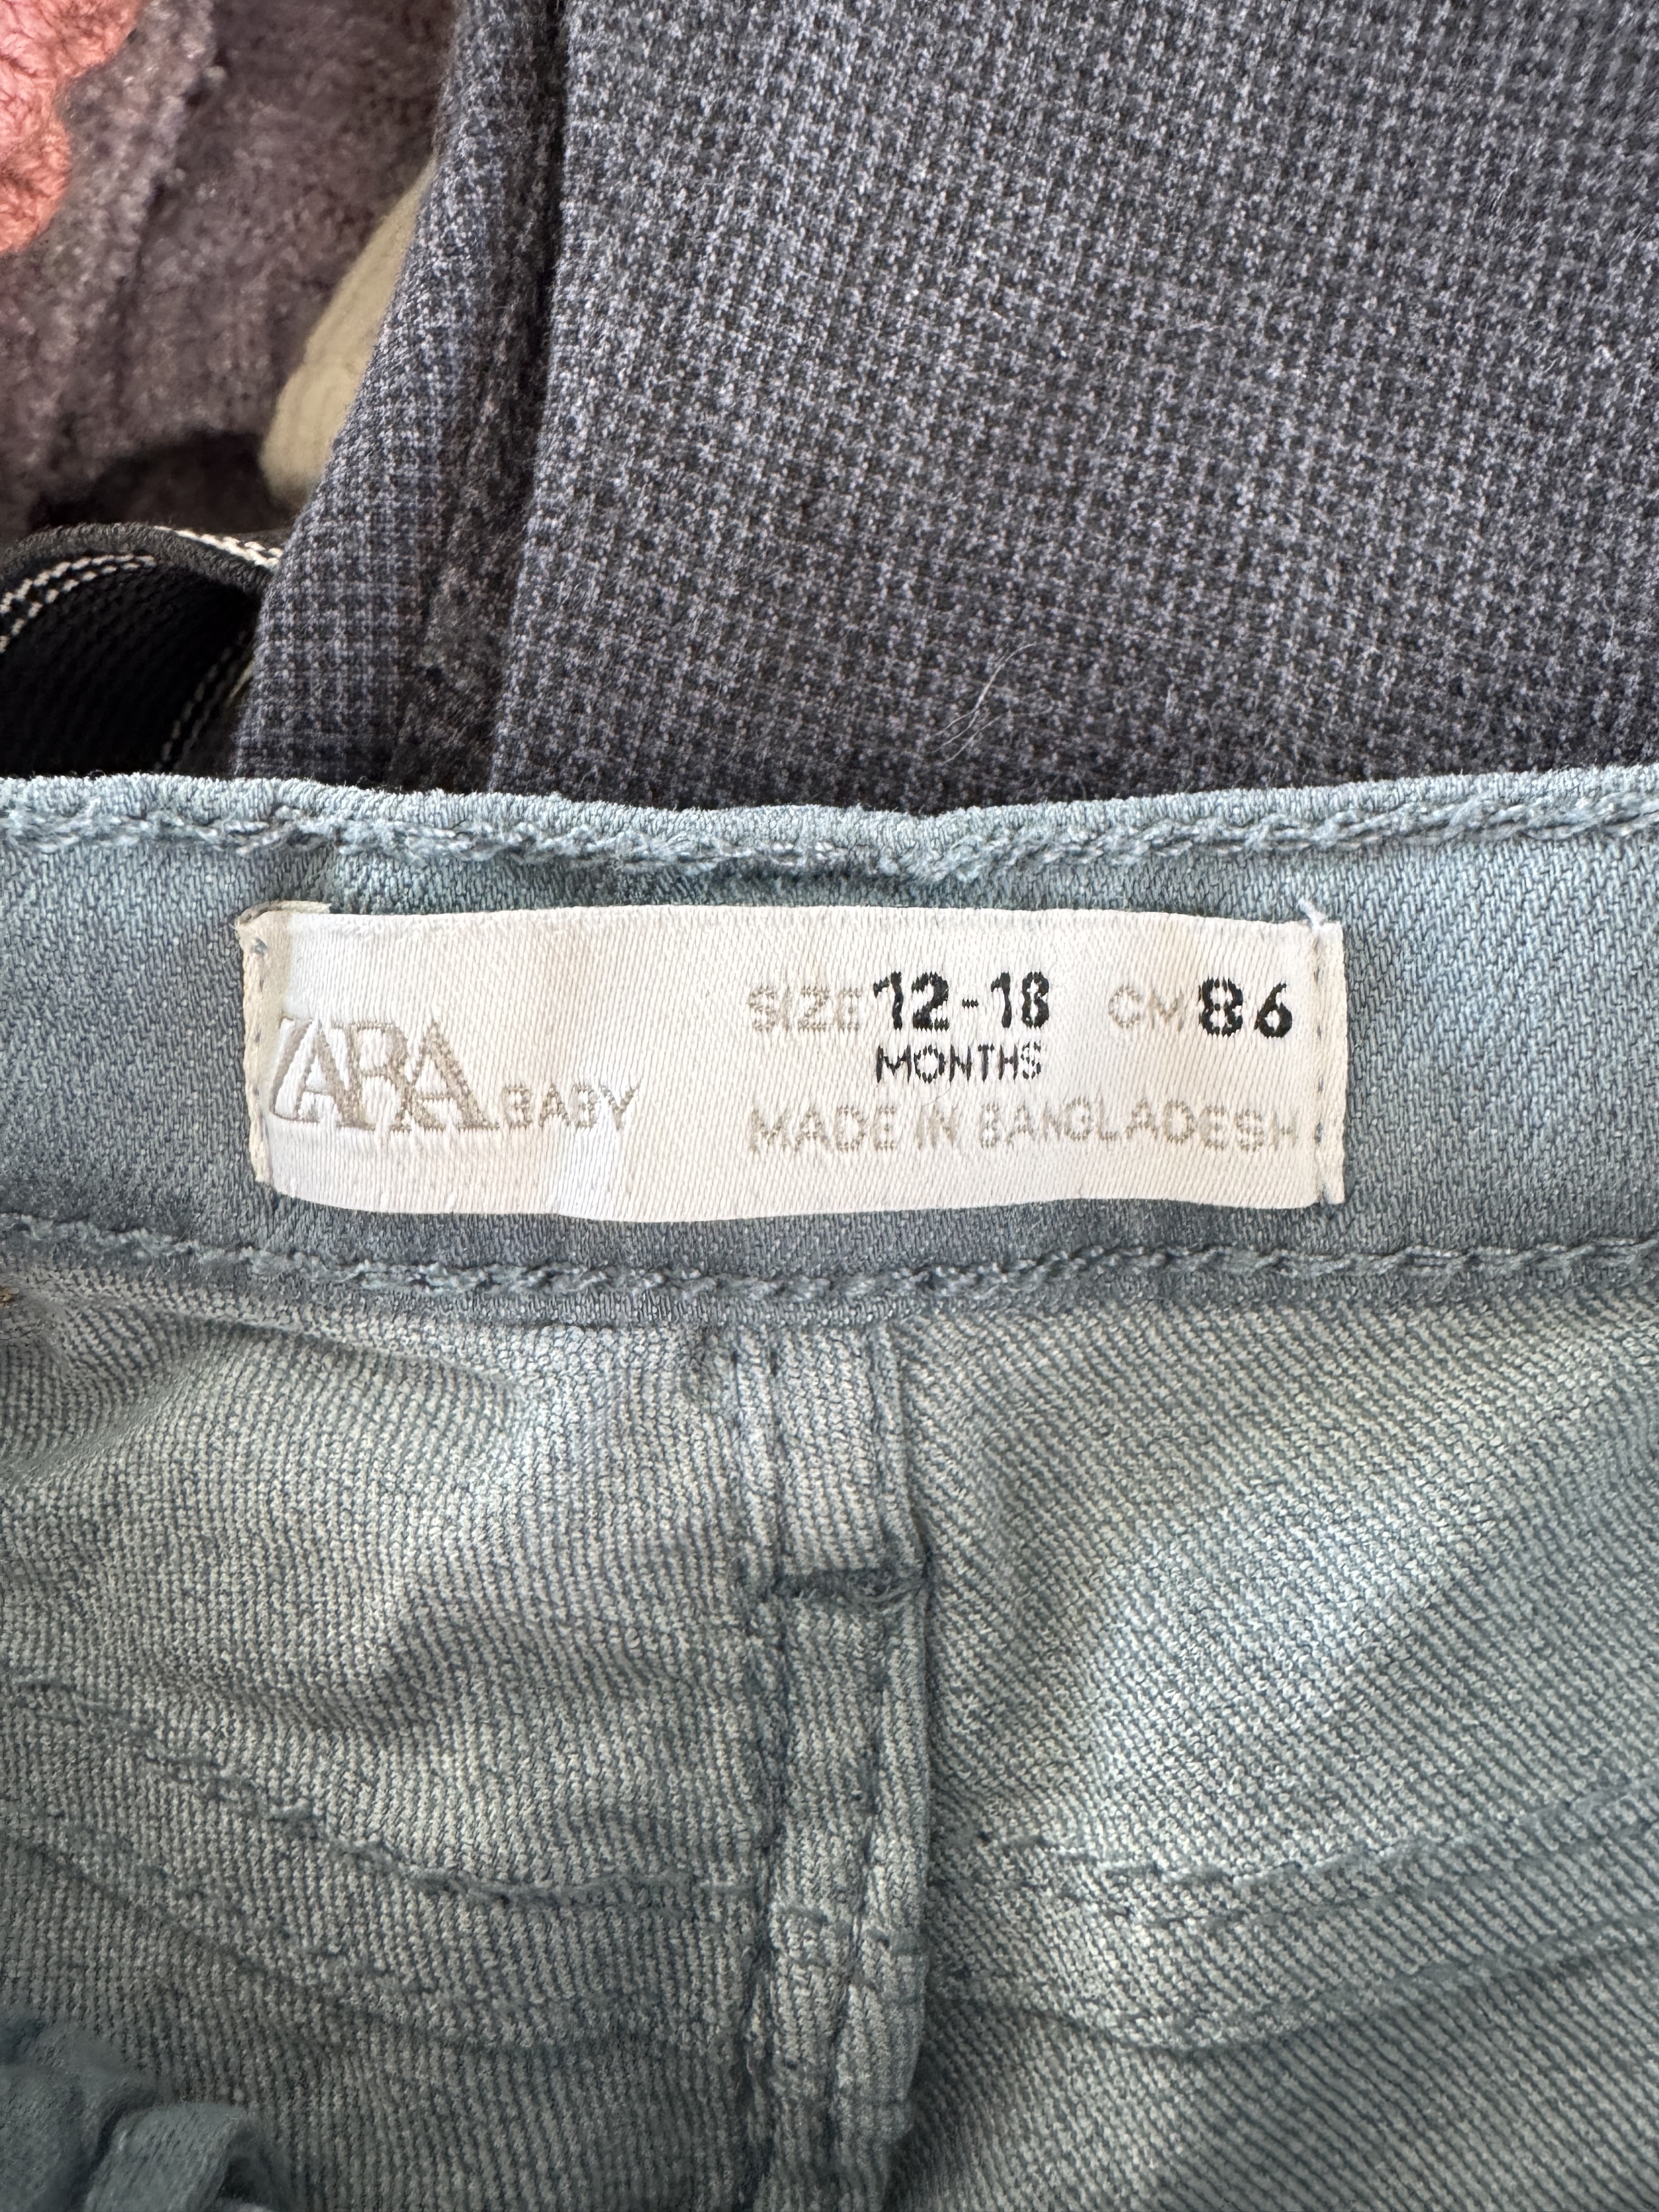 ZARA BABY
SIZE 12-18 CM 86
MONTHS
MADE IN BANGLADESH